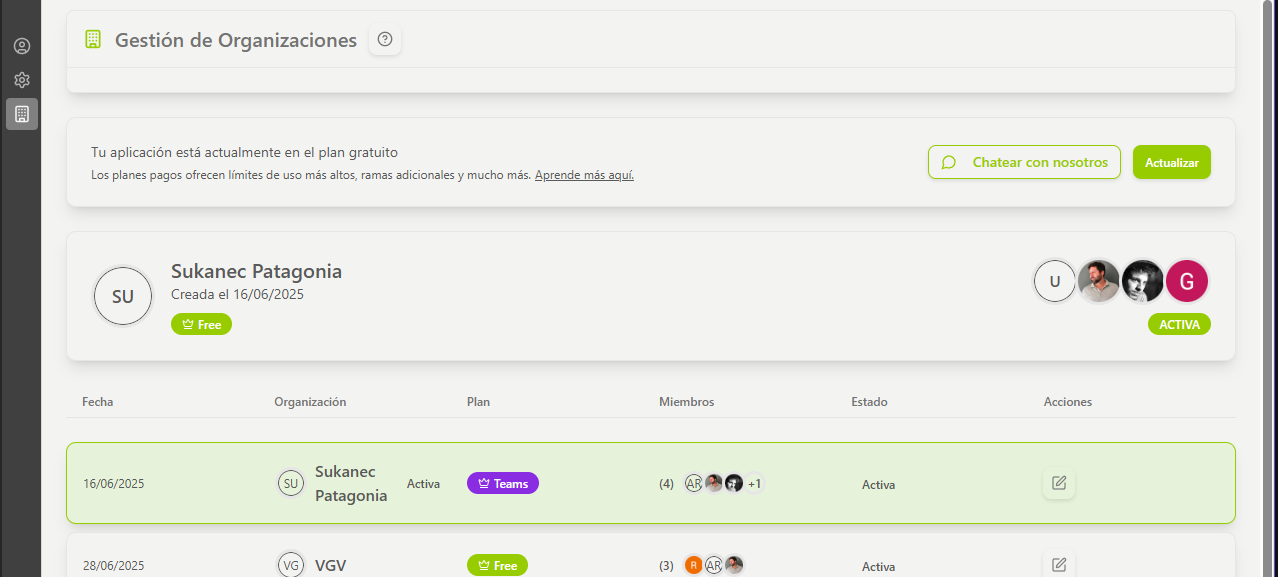 Gestión de Organizaciones
Tu aplicación está actualmente en el plan gratuito
Los planes pagos ofrecen límites de uso más altos, ramas adicionales y mucho más. Aprende más aquí.
Chatear con nosotros
Actualizar
SU
Sukanec Patagonia
Creada el 16/06/2025
Free
U
G
ACTIVA
Fecha
Organización
Plan
Miembros
Estado
Acciones
16/06/2025
SU
Sukanec
Patagonia
Activa
Teams
(4)
AR
+1
Activa
28/06/2025
VG
VGV
Free
(3)
R
AR
Activa